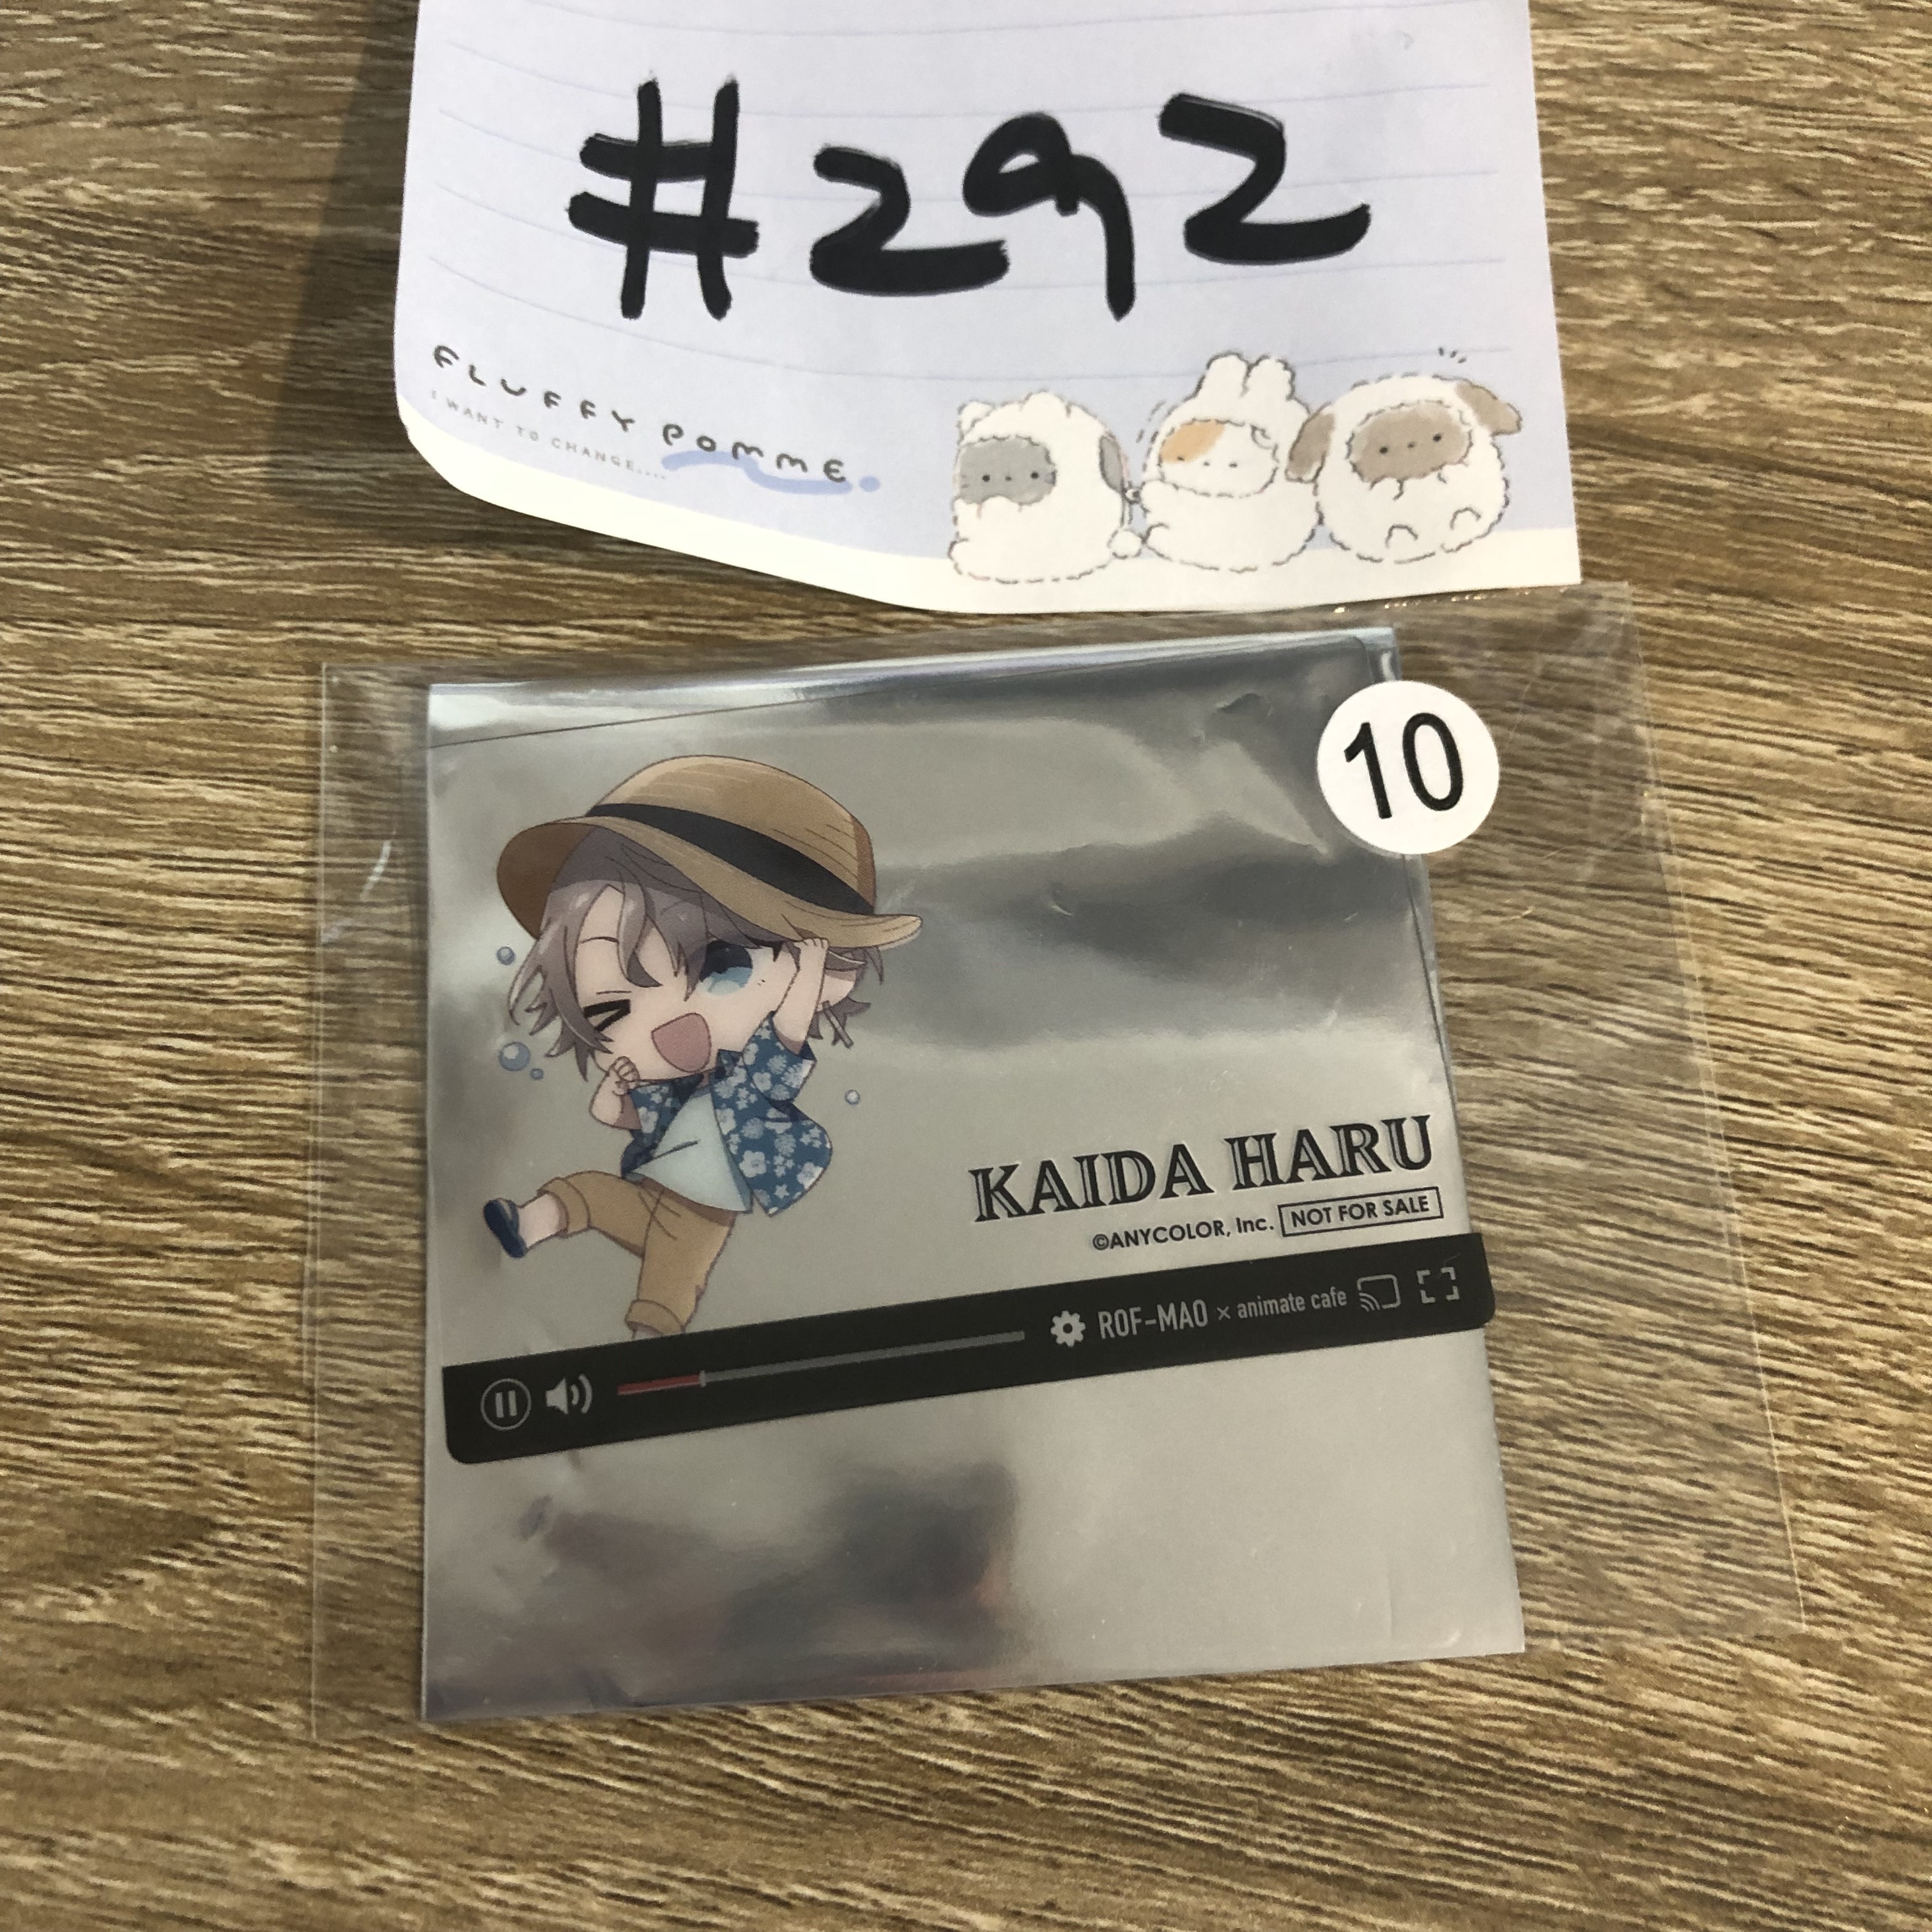 #292
FLUFFY POMME.
I WANT TO CHANGE....
10
KAIDA HARU
©ANYCOLOR, Inc. NOT FOR SALE
ROF-MAO × animate cafe